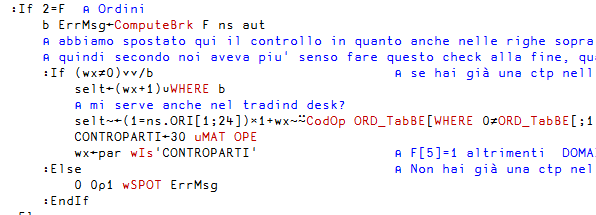 :If 2=F ⍝ Ordini
b ErrMsg←ComputeBrk F ns aut
⍝ abbiamo spostato qui il controllo in quanto anche nelle righe sopra
⍝ quindi secondo noi aveva piu' senso fare questo check alla fine, qu
:If (wx≢0)∨∨/b ⍝ se hai già una ctp nell
selt←(wx+1)∪WHERE b
⍝ mi serve anche nel tradind desk?
selt~←(1=ns.ORI[1;24])×1+wx~⍨CodOp ORD_TabBE[WHERE 0≠ORD_TabBE[;1
CONTROPARTI←30 uMAT OPE
wx←par wIs'CONTROPARTI' ⍝ F[5]=1 altrimenti DOMA
:Else ⍝ Non hai già una ctp nel
0 0⍴1 wSPOT ErrMsg
:EndIf